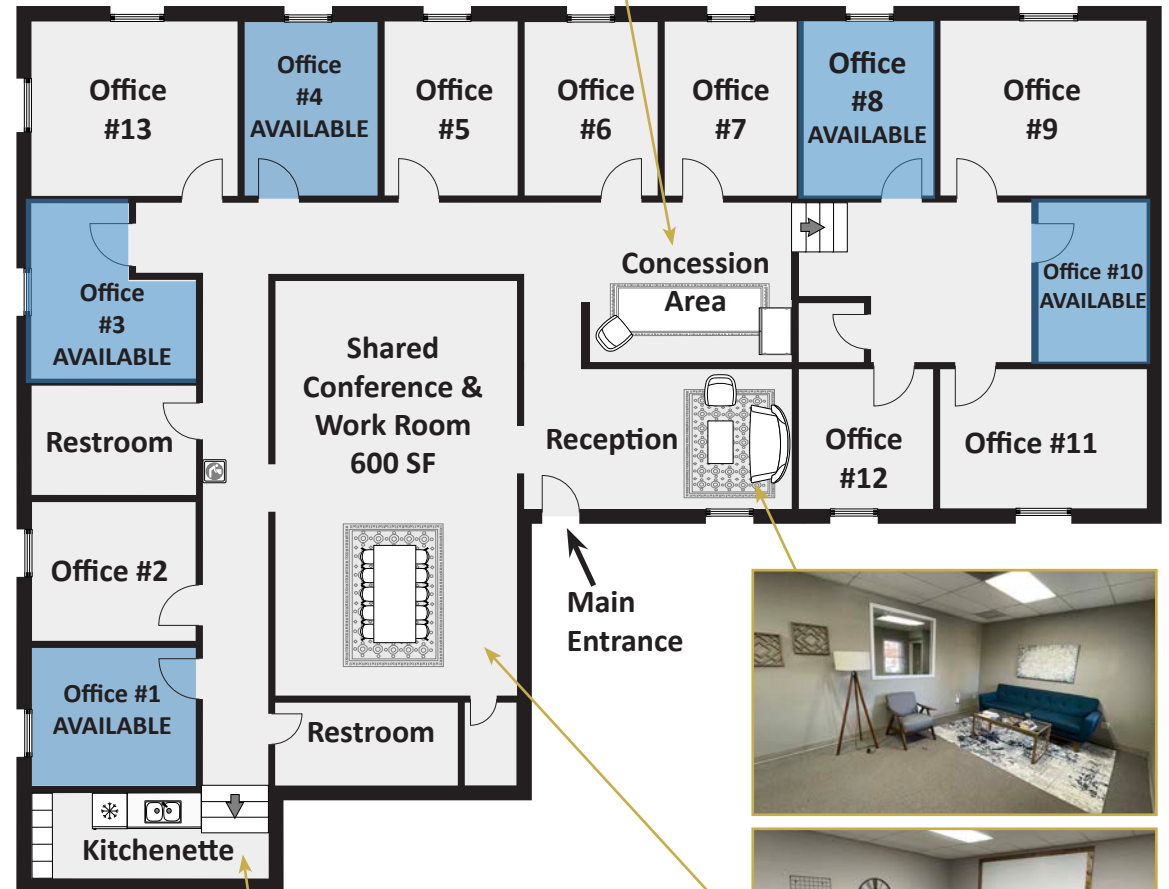 Office
#13
Office
#4
AVAILABLE
Office
#5
Office
#6
Office
#7
Office
#8
AVAILABLE
Office
#9
Office
#3
AVAILABLE
Concession
Area
Office #10
AVAILABLE
Shared
Conference &
Work Room
600 SF
Restroom
Reception
Office
#12
Office #11
Office #2
Main
Entrance
Office #1
AVAILABLE
Restroom
Kitchenette